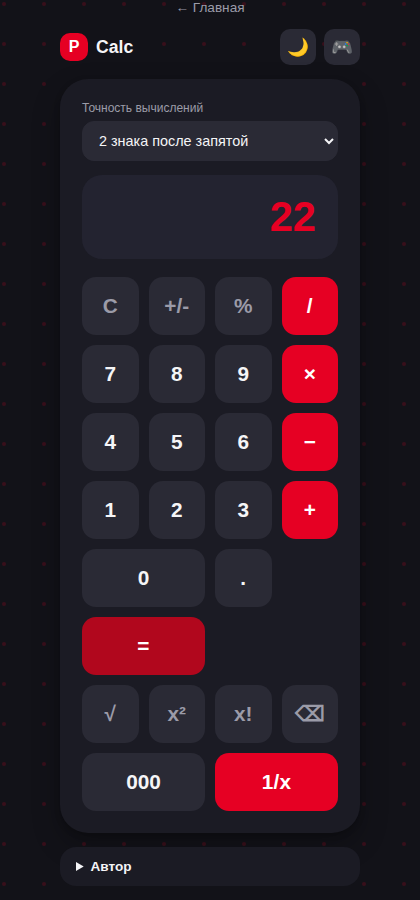 ← Главная
P Calc
Точность вычислений
2 знака после запятой
22
C +/- % /
7 8 9 ×
4 5 6 −
1 2 3 +
0 .
=
√ x² x! ⌫
000 1/x
▶ Автор